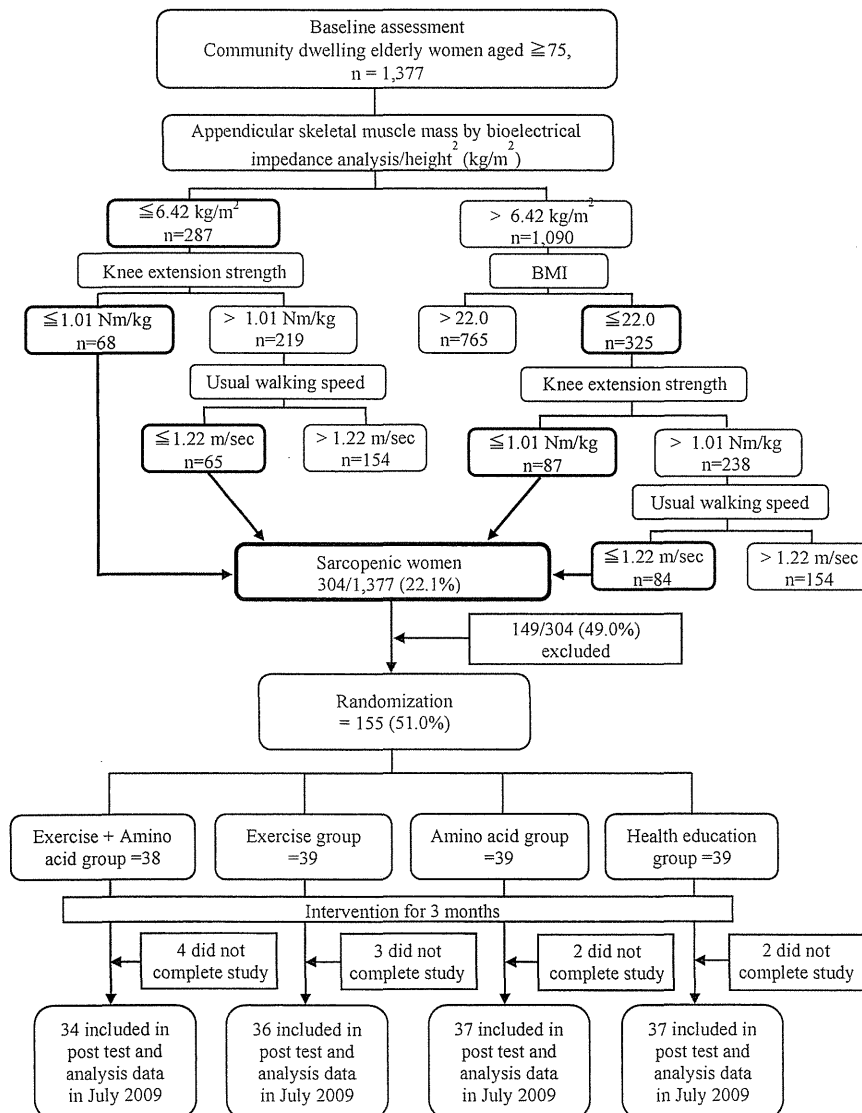 Baseline assessment
Community dwelling elderly women aged ≧75,
n = 1,377
Appendicular skeletal muscle mass by bioelectrical
impedance analysis/height² (kg/m²)
≦6.42 kg/m²
n=287
> 6.42 kg/m²
n=1,090
Knee extension strength
BMI
≦1.01 Nm/kg
n=68
> 1.01 Nm/kg
n=219
> 22.0
n=765
≦22.0
n=325
Usual walking speed
Knee extension strength
≦1.22 m/sec
n=65
> 1.22 m/sec
n=154
≦1.01 Nm/kg
n=87
> 1.01 Nm/kg
n=238
Usual walking speed
Sarcopenic women
304/1,377 (22.1%)
≦1.22 m/sec
n=84
> 1.22 m/sec
n=154
149/304 (49.0%)
excluded
Randomization
= 155 (51.0%)
Exercise + Amino
acid group =38
Exercise group
=39
Amino acid group
=39
Health education
group =39
Intervention for 3 months
4 did not
complete study
3 did not
complete study
2 did not
complete study
2 did not
complete study
34 included in
post test and
analysis data
in July 2009
36 included in
post test and
analysis data
in July 2009
37 included in
post test and
analysis data
in July 2009
37 included in
post test and
analysis data
in July 2009